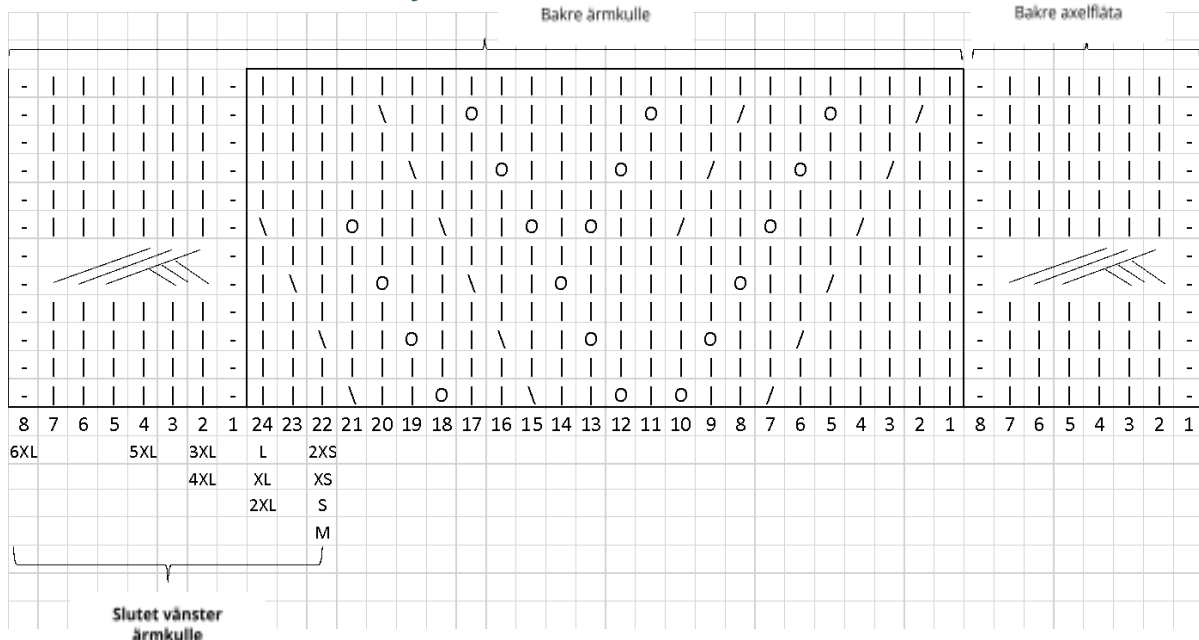 Bakre ärmkulle Bakre axelfläta
- | | | | | | - | | | | | | | | | | | | | | | | | | | | | | | | - | | | | | | -
- | | | | | | - | | | | \ | | O | | | | | O | | / | | O | | / | - | | | | | | -
- | | | | | | - | | | | | | | | | | | | | | | | | | | | | | | | - | | | | | | -
- | | | | | | - | | | | | \ | | O | | | O | | / | | O | | / | | - | | | | | | -
- | | | | | | - | | | | | | | | | | | | | | | | | | | | | | | | - | | | | | | -
- | | | | | | - \ | | O | | \ | | O | O | | / | | O | | / | | | - | | | | | | -
- - | | | | | | | | | | | | | | | | | | | | | | | | - -
- - | \ | | O | | \ | | O | | | | | O | | / | | | | - -
- | | | | | | - | | | | | | | | | | | | | | | | | | | | | | | | - | | | | | | -
- | | | | | | - | | \ | | O | | \ | | O | | | O | | / | | | | | - | | | | | | -
- | | | | | | - | | | | | | | | | | | | | | | | | | | | | | | | - | | | | | | -
- | | | | | | - | | | \ | | O | | \ | | O | O | | / | | | | | | - | | | | | | -
8 7 6 5 4 3 2 1 24 23 22 21 20 19 18 17 16 15 14 13 12 11 10 9 8 7 6 5 4 3 2 1 8 7 6 5 4 3 2 1
6XL 5XL 3XL L 2XS
4XL XL XS
2XL S
M
Slutet vänster
ärmkulle